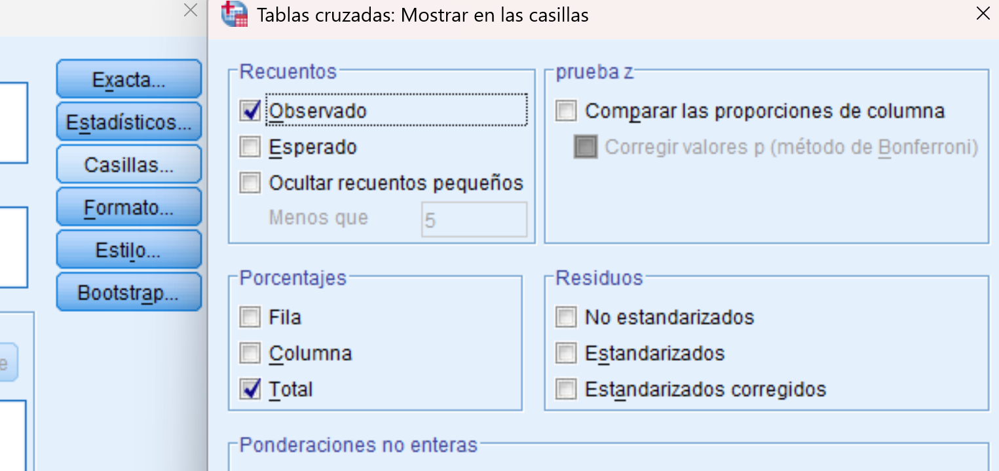 Tablas cruzadas: Mostrar en las casillas
Exacta...
Estadísticos...
Casillas...
Formato...
Estilo...
Bootstrap...
e
Recuentos
Observado
Esperado
Ocultar recuentos pequeños
Menos que 5
prueba z
Comparar las proporciones de columna
Corregir valores p (método de Bonferroni)
Porcentajes
Fila
Columna
Total
Residuos
No estandarizados
Estandarizados
Estandarizados corregidos
Ponderaciones no enteras